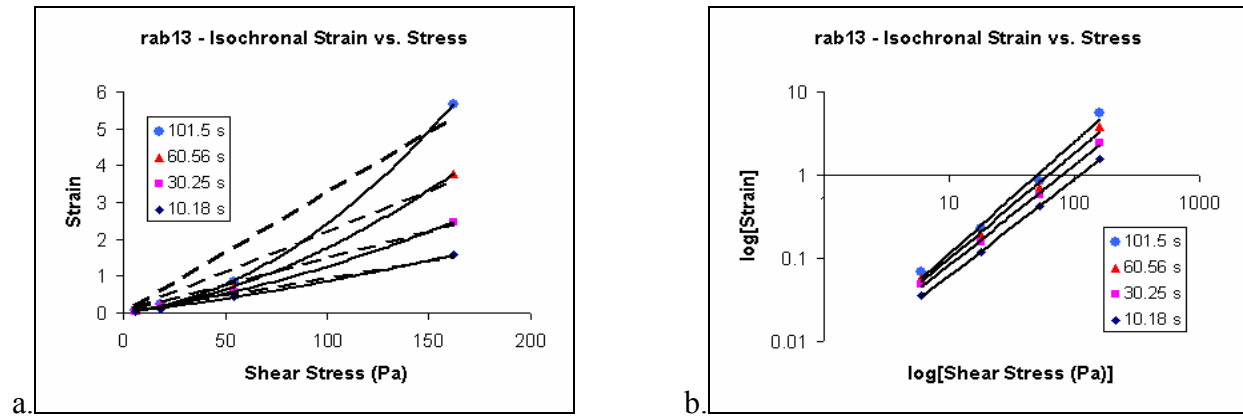 rab13 - Isochronal Strain vs. Stress
6
5
4
3
2
1
0
Strain
101.5 s
60.56 s
30.25 s
10.18 s
0 50 100 150 200
Shear Stress (Pa)
a.
rab13 - Isochronal Strain vs. Stress
10
1
0.1
0.01
log[Strain]
1 10 100 1000
101.5 s
60.56 s
30.25 s
10.18 s
log[Shear Stress (Pa)]
b.